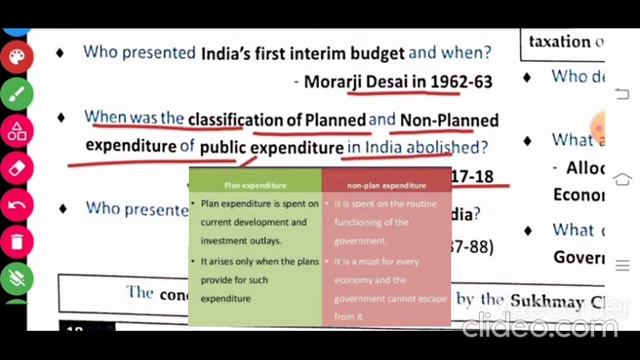 ♦ Who presented India's first interim budget and when?
- Morarji Desai in 1962-63
♦ When was the classification of Planned and Non-Planned
expenditure of public expenditure in India abolished?
17-18
♦ Who presente
dia?
37-88)
Plan expenditure
• Plan expenditure is spent on
current development and
investment outlays.
• It arises only when the plans
provide for such
expenditure
non-plan expenditure
• It is spent on the routine
functioning of the
government.
• It is a must for every
economy and the
government cannot escape
from it.
The con
by the Sukhmay C
taxation o
♦ Who de
♦ What a
- Alloc
Econo
♦ What c
Gover
Recorder
clideo.com